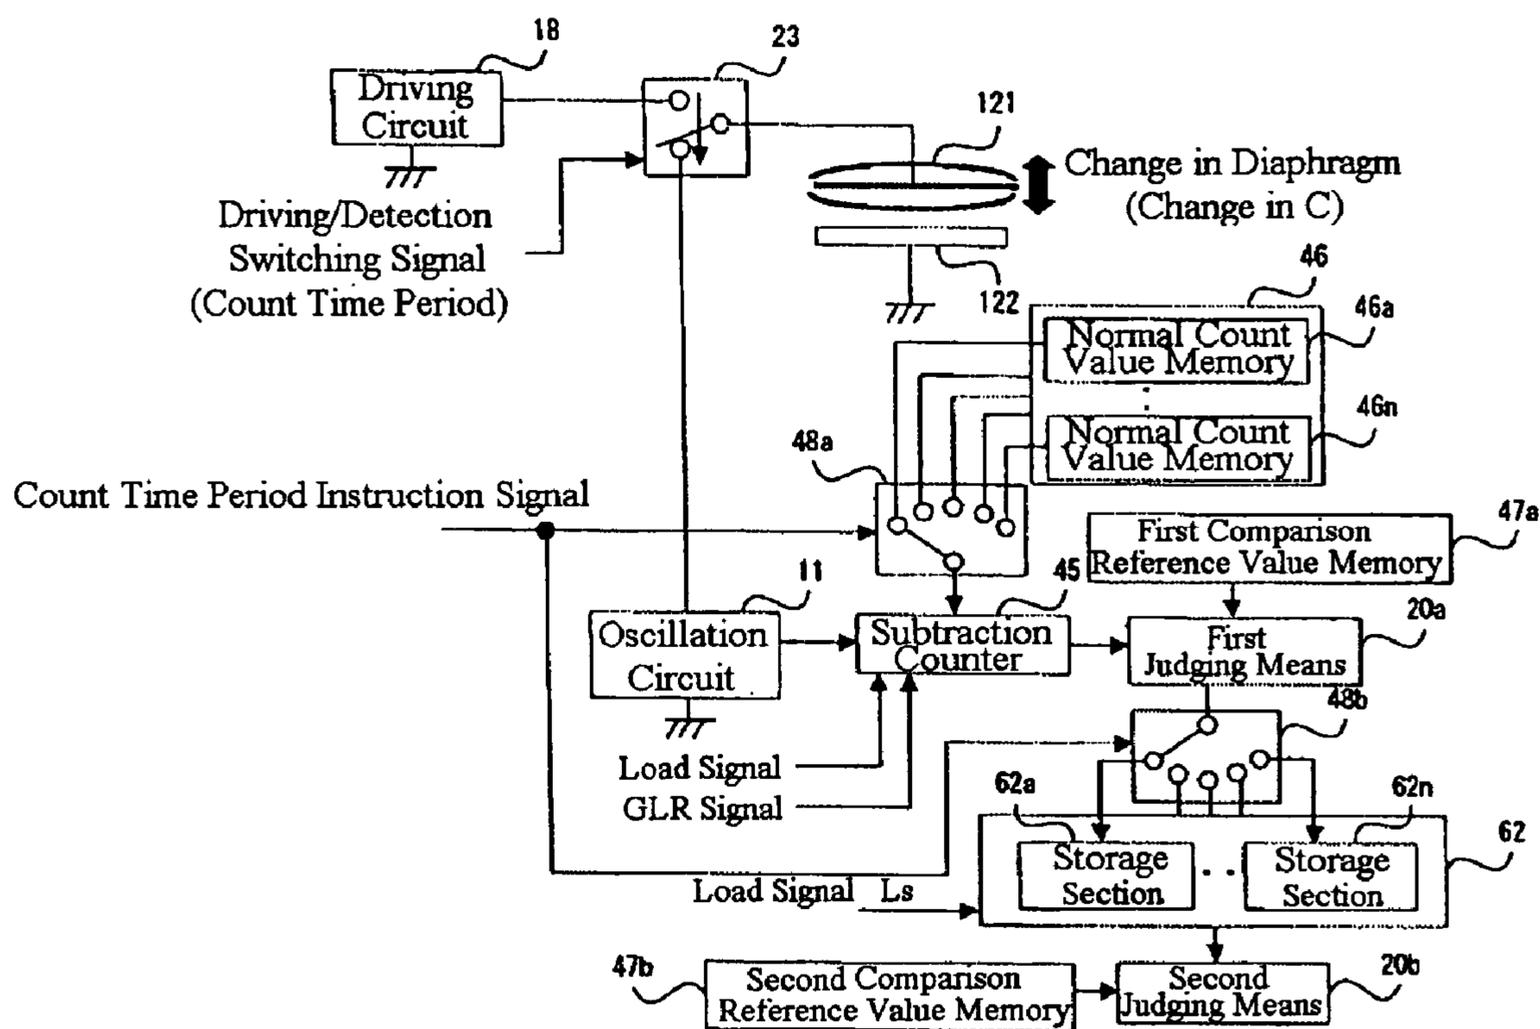 18
23
Driving
Circuit
121
Change in Diaphragm
(Change in C)
Driving/Detection
Switching Signal
(Count Time Period)
122
46
46a
Normal Count
Value Memory
46n
Normal Count
Value Memory
48a
Count Time Period Instruction Signal
47a
First Comparison
Reference Value Memory
11
Oscillation
Circuit
45
Subtraction
Counter
20a
First
Judging Means
48b
Load Signal
GLR Signal
62a
62n
Storage
Section
. .
Storage
Section
62
Load Signal Ls
47b
Second Comparison
Reference Value Memory
Second
Judging Means
20b